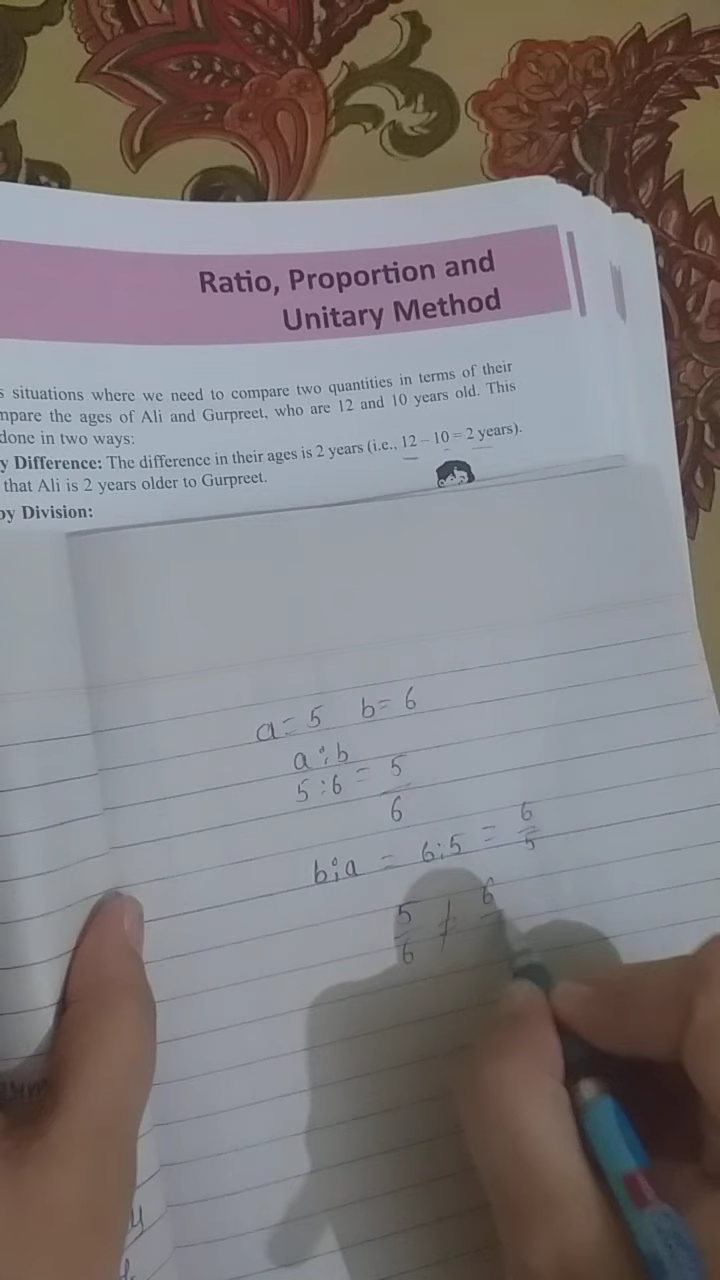 Ratio, Proportion and
Unitary Method
situations where we need to compare two quantities in terms of their
the ages of Ali and Gurpreet, who are 12 and 10 years old. This
done in two ways:
Difference: The difference in their ages is 2 years (i.e., 12 – 10 = 2 years).
that Ali is 2 years older to Gurpreet.
by Division:
a = 5 b = 6
a : b
5 : 6 = 5/6
b : a = 6 : 5 = 6/5
5/6 ≠ 6